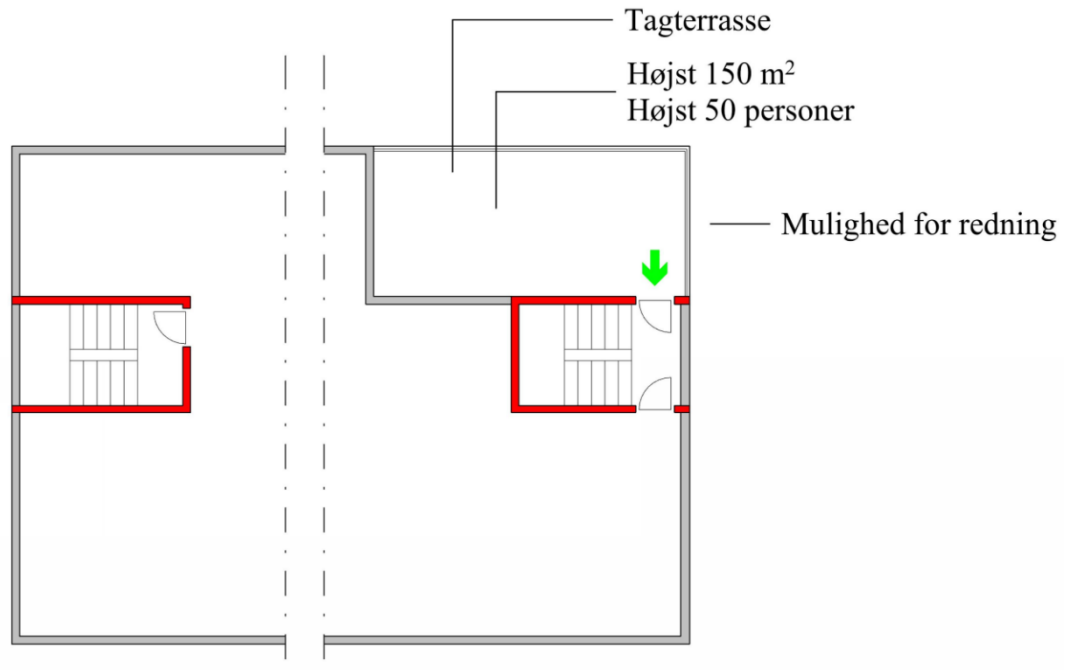 Tagterrasse
Højst 150 m²
Højst 50 personer
Mulighed for redning